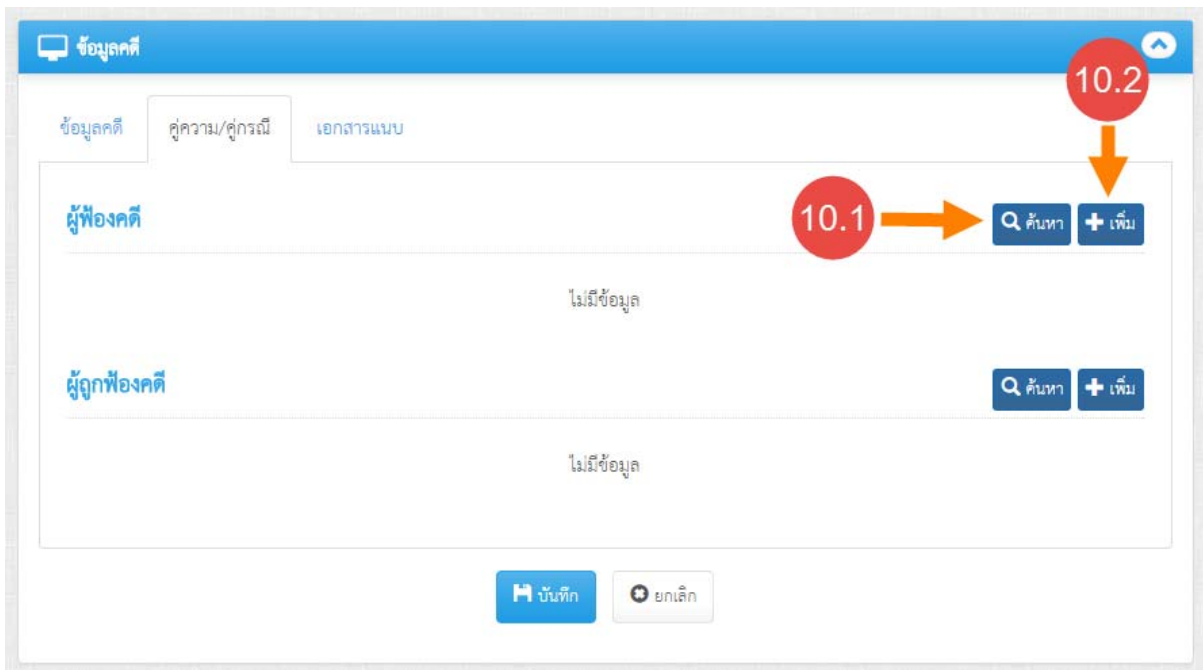 ข้อมูลคดี
10.2
ข้อมูลคดี คู่ความ/คู่กรณี เอกสารแนบ
ผู้ฟ้องคดี 10.1 ค้นหา เพิ่ม
ไม่มีข้อมูล
ผู้ถูกฟ้องคดี ค้นหา เพิ่ม
ไม่มีข้อมูล
บันทึก ยกเลิก